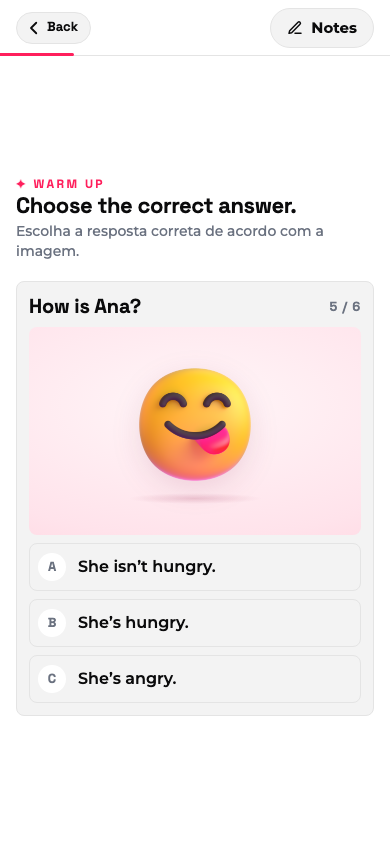 Back
Notes
✦ WARM UP
Choose the correct answer.
Escolha a resposta correta de acordo com a
imagem.
How is Ana?
5 / 6
A She isn’t hungry.
B She’s hungry.
C She’s angry.